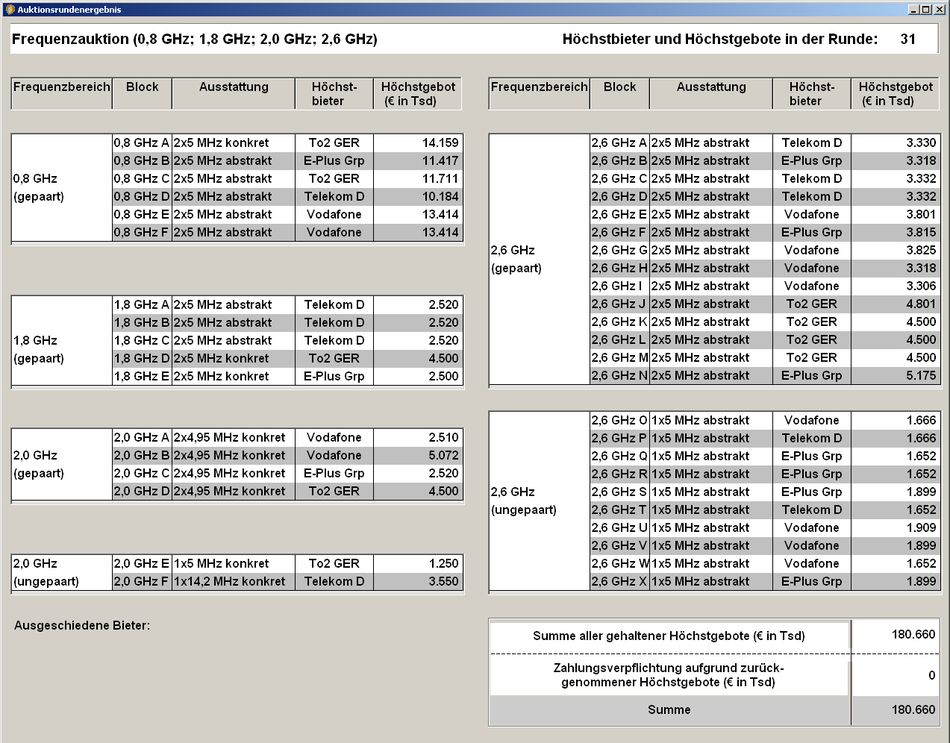 Auktionsrundenergebnis
Frequenzauktion (0,8 GHz; 1,8 GHz; 2,0 GHz; 2,6 GHz) Höchstbieter und Höchstgebote in der Runde: 31
Frequenzbereich Block Ausstattung Höchst-bieter Höchstgebot (€ in Tsd)
0,8 GHz (gepaart)
0,8 GHz A 2x5 MHz konkret To2 GER 14.159
0,8 GHz B 2x5 MHz abstrakt E-Plus Grp 11.417
0,8 GHz C 2x5 MHz abstrakt To2 GER 11.711
0,8 GHz D 2x5 MHz abstrakt Telekom D 10.184
0,8 GHz E 2x5 MHz abstrakt Vodafone 13.414
0,8 GHz F 2x5 MHz abstrakt Vodafone 13.414
1,8 GHz (gepaart)
1,8 GHz A 2x5 MHz abstrakt Telekom D 2.520
1,8 GHz B 2x5 MHz abstrakt Telekom D 2.520
1,8 GHz C 2x5 MHz abstrakt Telekom D 2.520
1,8 GHz D 2x5 MHz konkret To2 GER 4.500
1,8 GHz E 2x5 MHz konkret E-Plus Grp 2.500
2,0 GHz (gepaart)
2,0 GHz A 2x4,95 MHz konkret Vodafone 2.510
2,0 GHz B 2x4,95 MHz konkret Vodafone 5.072
2,0 GHz C 2x4,95 MHz konkret E-Plus Grp 2.520
2,0 GHz D 2x4,95 MHz konkret To2 GER 4.500
2,0 GHz (ungepaart)
2,0 GHz E 1x5 MHz konkret To2 GER 1.250
2,0 GHz F 1x14,2 MHz konkret Telekom D 3.550
Ausgeschiedene Bieter:
Frequenzbereich Block Ausstattung Höchst-bieter Höchstgebot (€ in Tsd)
2,6 GHz (gepaart)
2,6 GHz A 2x5 MHz abstrakt Telekom D 3.330
2,6 GHz B 2x5 MHz abstrakt E-Plus Grp 3.318
2,6 GHz C 2x5 MHz abstrakt Telekom D 3.332
2,6 GHz D 2x5 MHz abstrakt Telekom D 3.332
2,6 GHz E 2x5 MHz abstrakt Vodafone 3.801
2,6 GHz F 2x5 MHz abstrakt E-Plus Grp 3.815
2,6 GHz G 2x5 MHz abstrakt Vodafone 3.825
2,6 GHz H 2x5 MHz abstrakt Vodafone 3.318
2,6 GHz I 2x5 MHz abstrakt Vodafone 3.306
2,6 GHz J 2x5 MHz abstrakt To2 GER 4.801
2,6 GHz K 2x5 MHz abstrakt To2 GER 4.500
2,6 GHz L 2x5 MHz abstrakt To2 GER 4.500
2,6 GHz M 2x5 MHz abstrakt To2 GER 4.500
2,6 GHz N 2x5 MHz abstrakt E-Plus Grp 5.175
2,6 GHz (ungepaart)
2,6 GHz O 1x5 MHz abstrakt Vodafone 1.666
2,6 GHz P 1x5 MHz abstrakt Telekom D 1.666
2,6 GHz Q 1x5 MHz abstrakt E-Plus Grp 1.652
2,6 GHz R 1x5 MHz abstrakt E-Plus Grp 1.652
2,6 GHz S 1x5 MHz abstrakt E-Plus Grp 1.899
2,6 GHz T 1x5 MHz abstrakt Telekom D 1.652
2,6 GHz U 1x5 MHz abstrakt Vodafone 1.909
2,6 GHz V 1x5 MHz abstrakt Vodafone 1.899
2,6 GHz W 1x5 MHz abstrakt Vodafone 1.652
2,6 GHz X 1x5 MHz abstrakt E-Plus Grp 1.899
Summe aller gehaltener Höchstgebote (€ in Tsd) 180.660
Zahlungsverpflichtung aufgrund zurück-
genommener Höchstgebote (€ in Tsd) 0
Summe 180.660